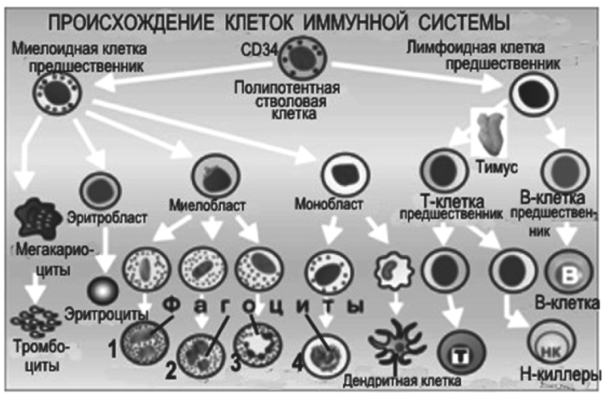 ПРОИСХОЖДЕНИЕ КЛЕТОК ИММУННОЙ СИСТЕМЫ
Миелоидная клетка
предшественник
CD34
Полипотентная
стволовая
клетка
Лимфоидная клетка
предшественник
Тимус
Эритробласт
Миелобласт
Монобласт
Т-клетка
предшественник
В-клетка
предшествен-
ник
Мегакарио-
циты
Эритроциты
Фагоциты
В
В-клетка
Тромбо-
циты
1
2
3
4
Дендритная клетка
Т
НК
Н-киллеры